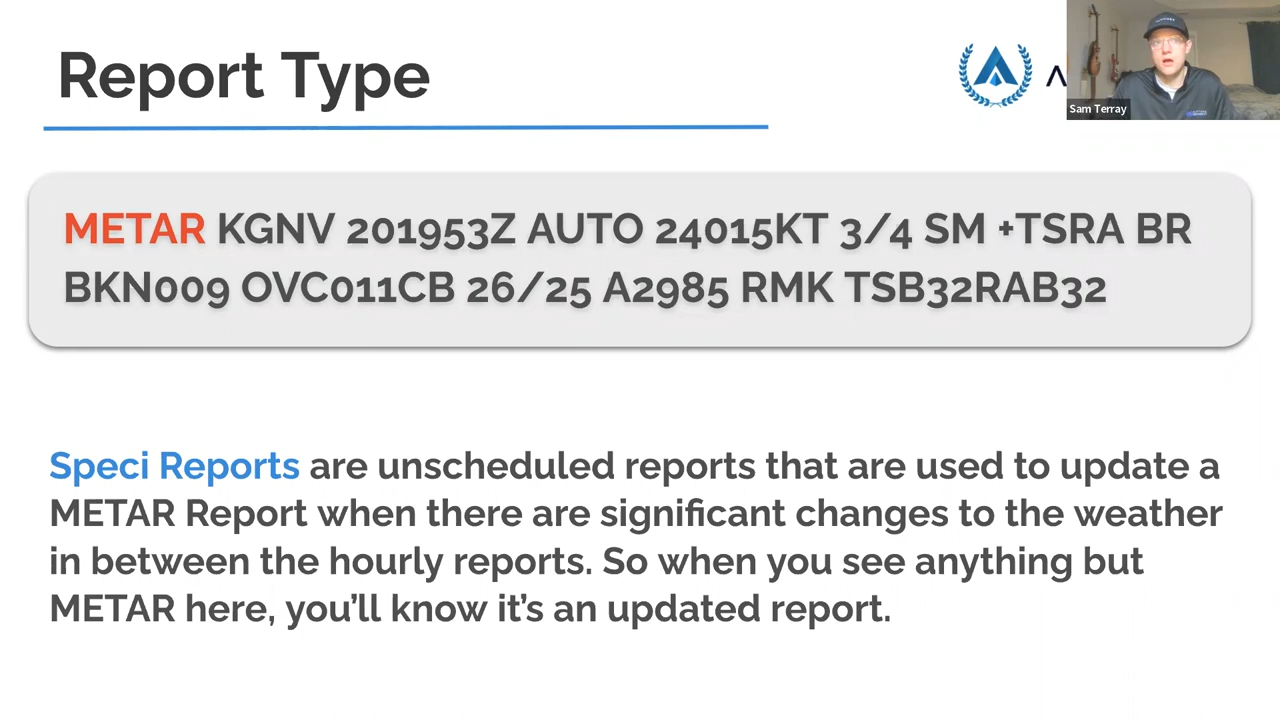 Report Type
Sam Terray
METAR KGNV 201953Z AUTO 24015KT 3/4 SM +TSRA BR
BKN009 OVC011CB 26/25 A2985 RMK TSB32RAB32
Speci Reports are unscheduled reports that are used to update a
METAR Report when there are significant changes to the weather
in between the hourly reports. So when you see anything but
METAR here, you’ll know it’s an updated report.